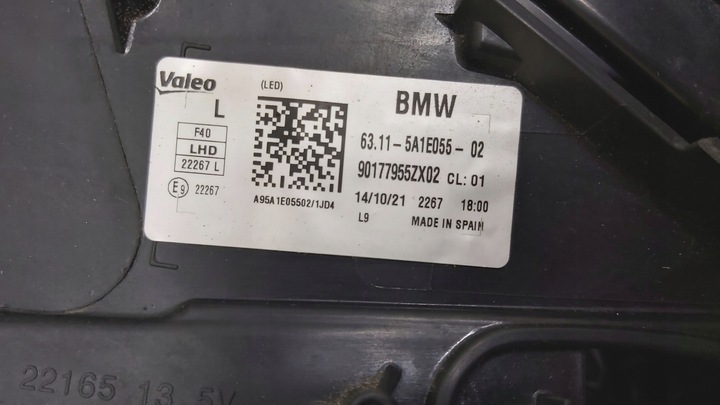 Valeo
(LED)
BMW
L
F40
LHD
22267 L
E9 22267
A95A1E05502/1JD4
63.11-5A1E055-02
90177955ZX02 CL:01
14/10/21 2267 18:00
L9
MADE IN SPAIN
22165 13.5V